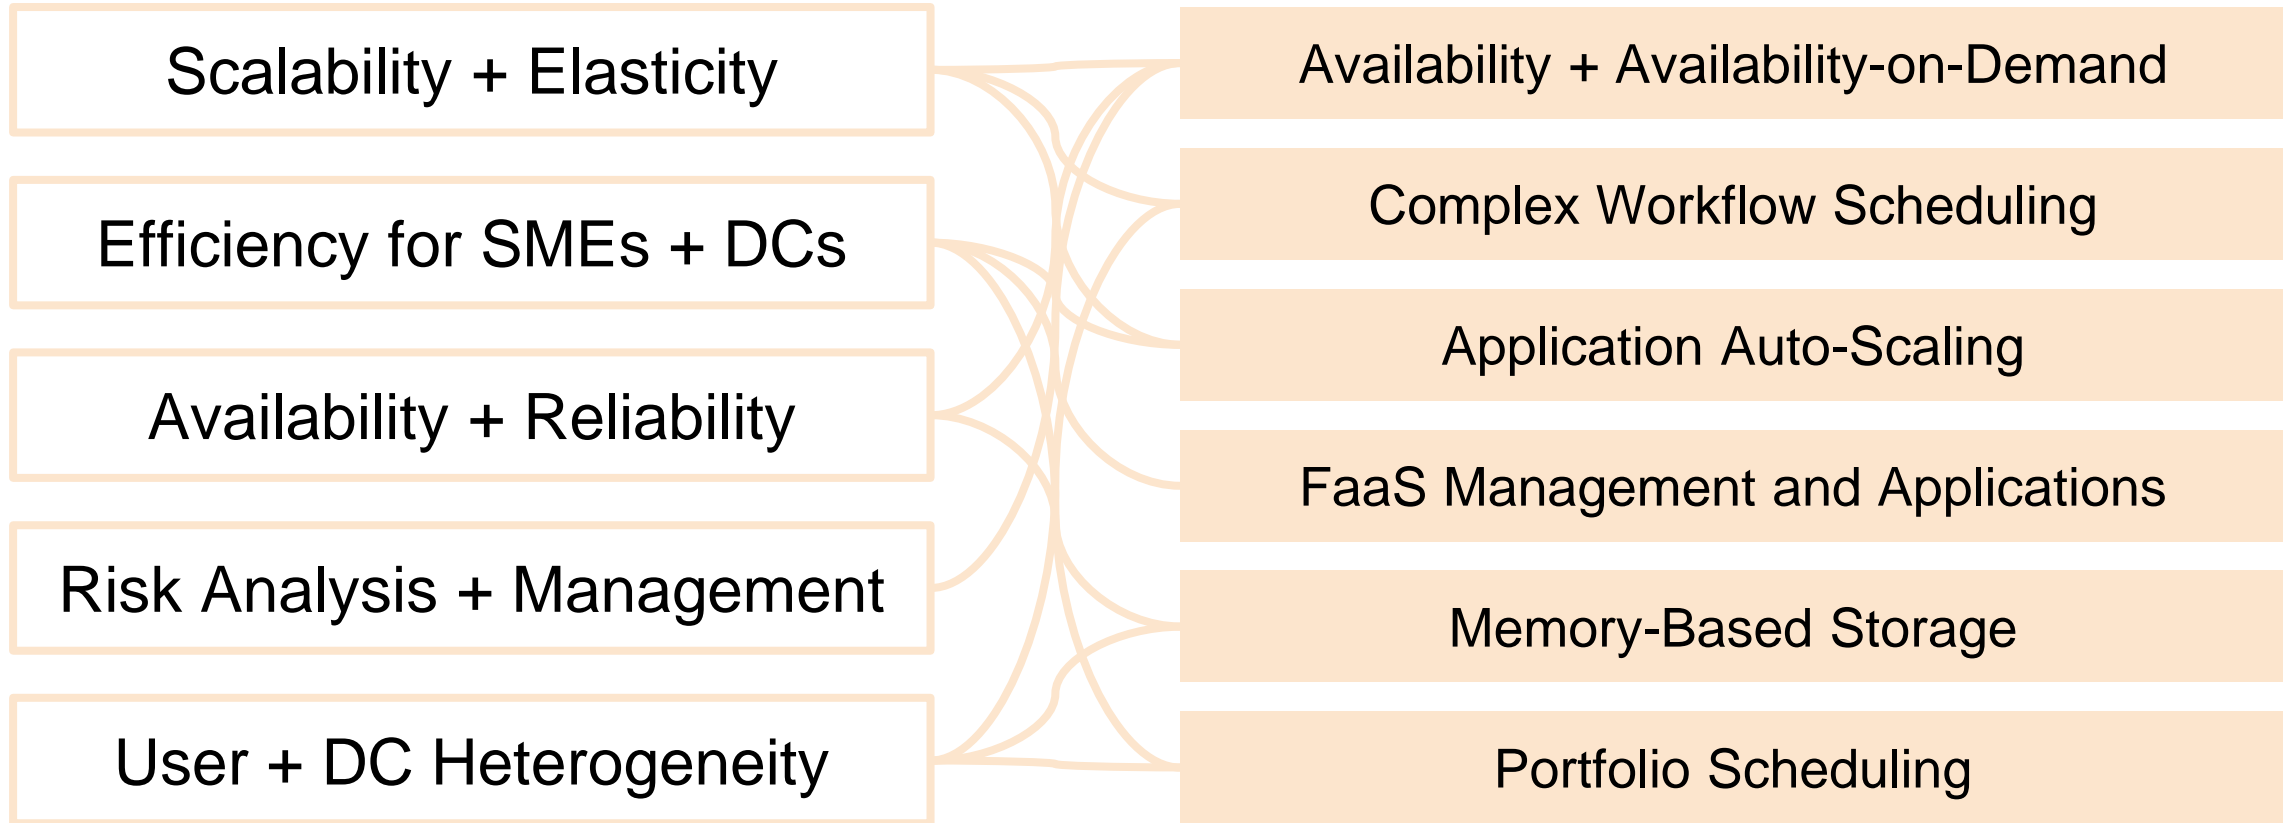 Scalability + Elasticity
Efficiency for SMEs + DCs
Availability + Reliability
Risk Analysis + Management
User + DC Heterogeneity
Availability + Availability-on-Demand
Complex Workflow Scheduling
Application Auto-Scaling
FaaS Management and Applications
Memory-Based Storage
Portfolio Scheduling